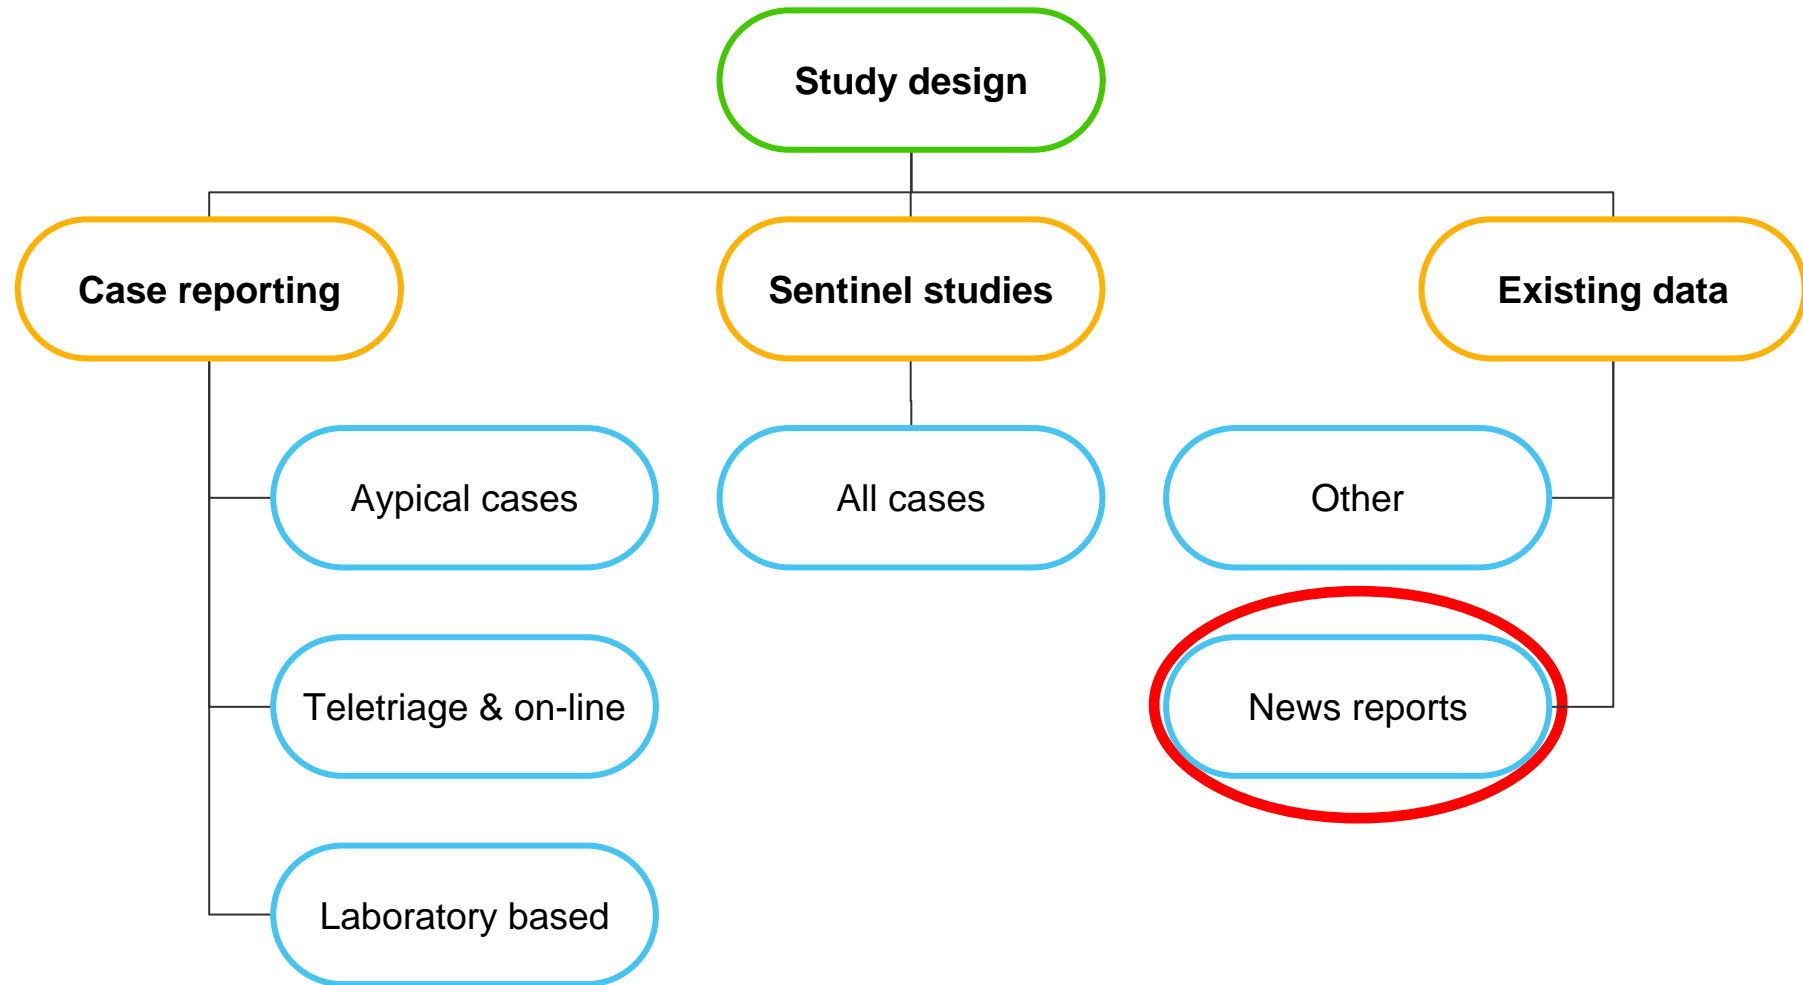 Study design
Case reporting
Sentinel studies
Existing data
Aypical cases
All cases
Other
Teletriage & on-line
News reports
Laboratory based